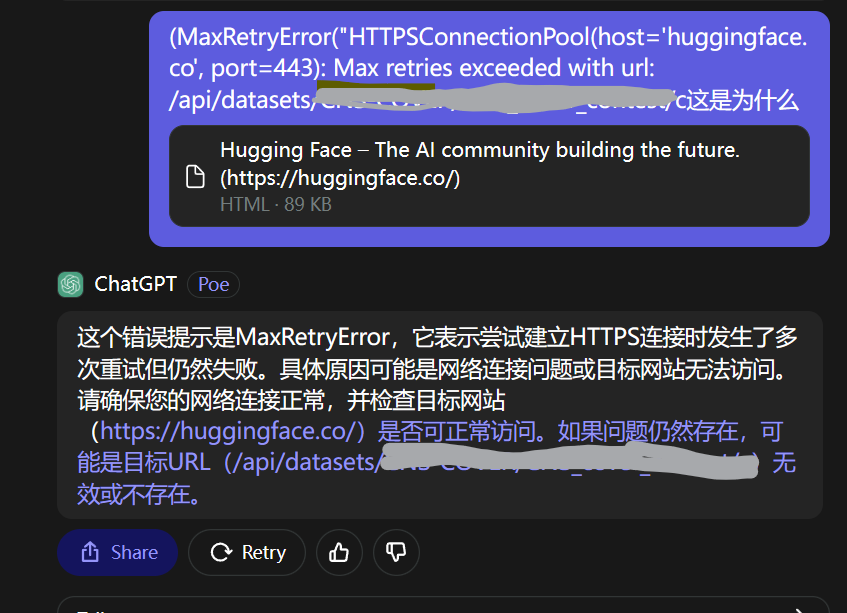 (MaxRetryError("HTTPSConnectionPool(host='huggingface.
co', port=443): Max retries exceeded with url:
/api/datasets/ /c这是为什么
Hugging Face – The AI community building the future.
(https://huggingface.co/)
HTML · 89 KB
ChatGPT Poe
这个错误提示是MaxRetryError，它表示尝试建立HTTPS连接时发生了多
次重试但仍然失败。具体原因可能是网络连接问题或目标网站无法访问。
请确保您的网络连接正常，并检查目标网站
（https://huggingface.co/）是否可正常访问。如果问题仍然存在，可
能是目标URL（/api/datasets/ ）无
效或不存在。
Share Retry